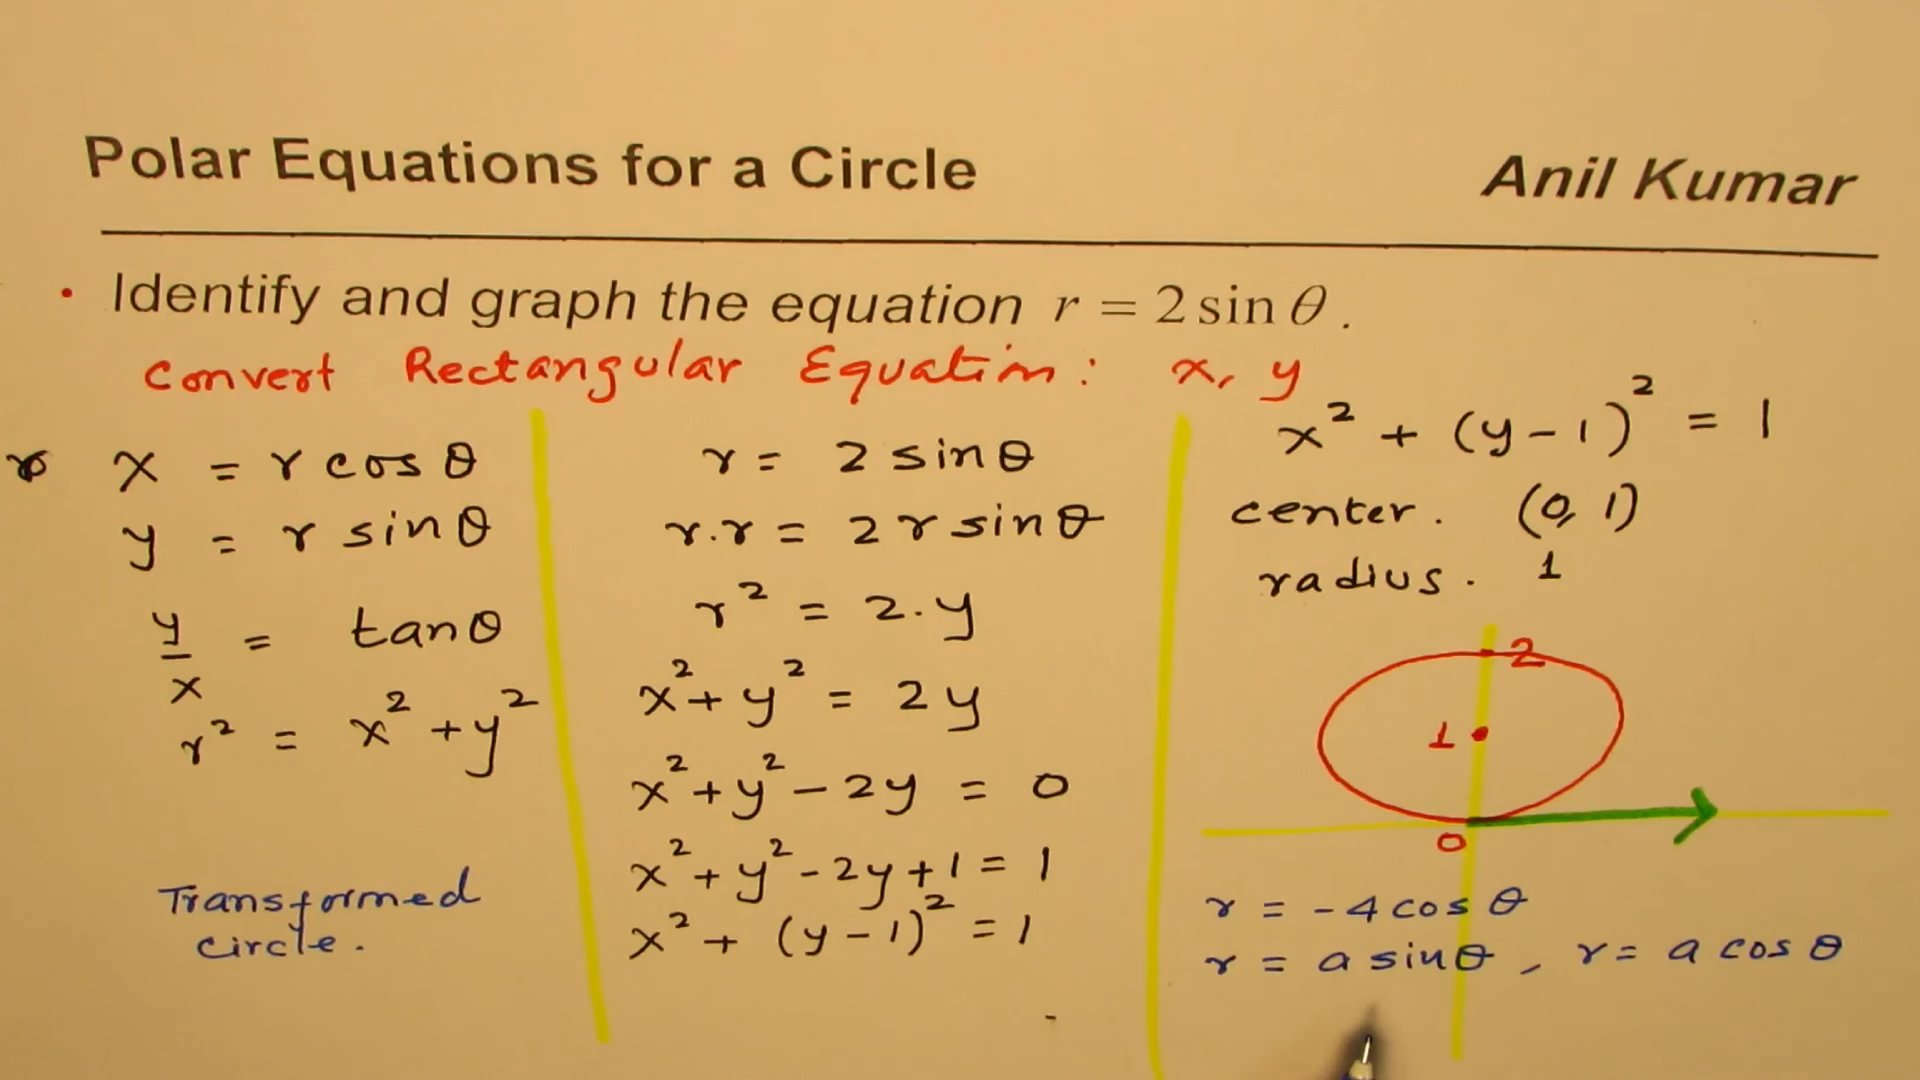 Polar Equations for a Circle
Anil Kumar
• Identify and graph the equation r = 2 sin θ .
Convert Rectangular Equation: x, y
x = r cos θ
y = r sin θ
y/x = tan θ
r² = x² + y²
Transformed
circle.
r = 2 sin θ
r.r = 2 r sin θ
r² = 2.y
x² + y² = 2y
x² + y² - 2y = 0
x² + y² - 2y + 1 = 1
x² + (y - 1)² = 1
x² + (y - 1)² = 1
center. (0, 1)
radius. 1
2
1
0
r = -4 cos θ
r = a sin θ, r = a cos θ